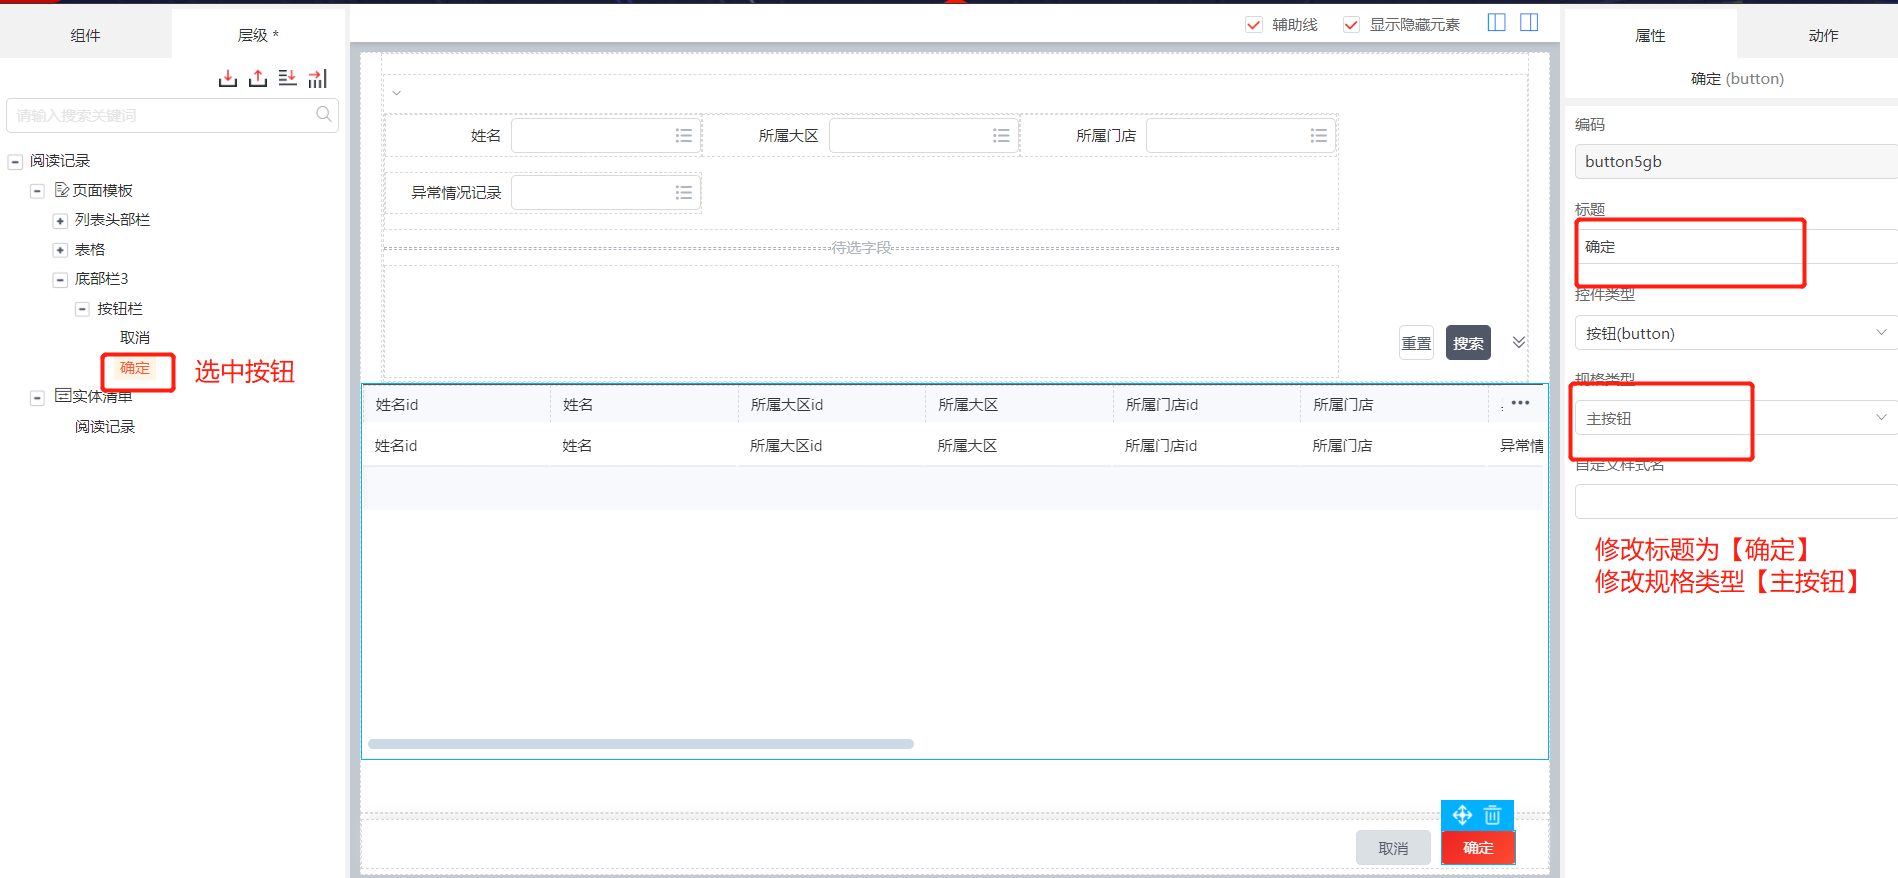 组件
层级 *
辅助线
显示隐藏元素
属性
动作
确定 (button)
请输入搜索关键词
阅读记录
页面模板
列表头部栏
表格
底部栏3
按钮栏
取消
确定
选中按钮
实体清单
阅读记录
姓名
所属大区
所属门店
异常情况记录
待选字段
重置
搜索
姓名id
姓名
所属大区id
所属大区
所属门店id
所属门店
•••
姓名id
姓名
所属大区id
所属大区
所属门店id
所属门店
异常情
取消
确定
编码
button5gb
标题
确定
控件类型
按钮(button)
规格类型
主按钮
自定义样式名
修改标题为【确定】
修改规格类型【主按钮】